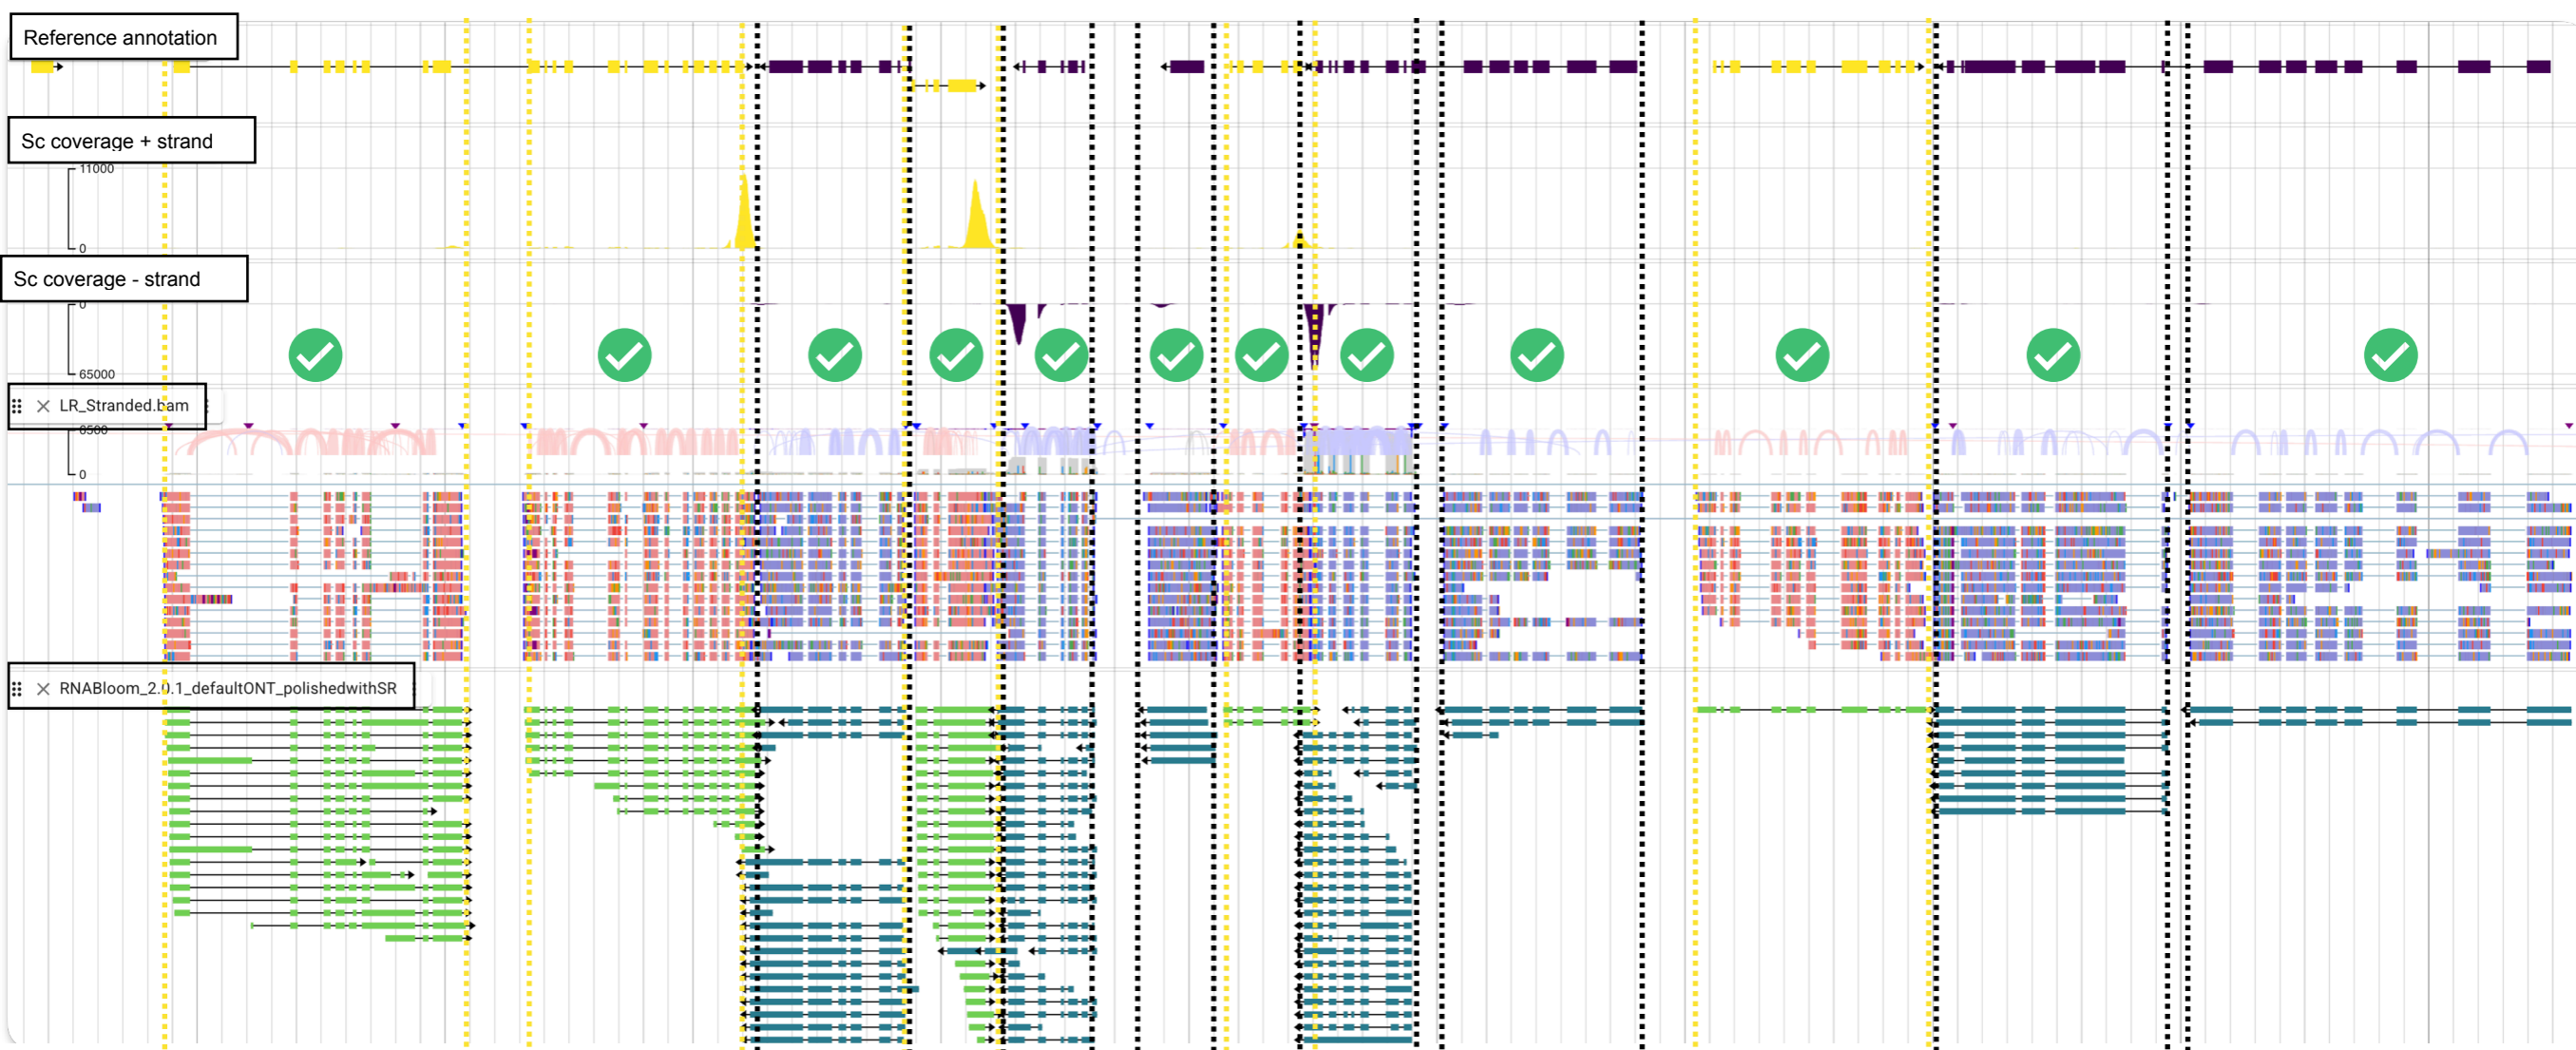 Reference annotation
Sc coverage + strand
11000
0
Sc coverage - strand
0
65000
LR_Stranded.bam
6500
0
RNABloom_2.0.1_defaultONT_polishedwithSR